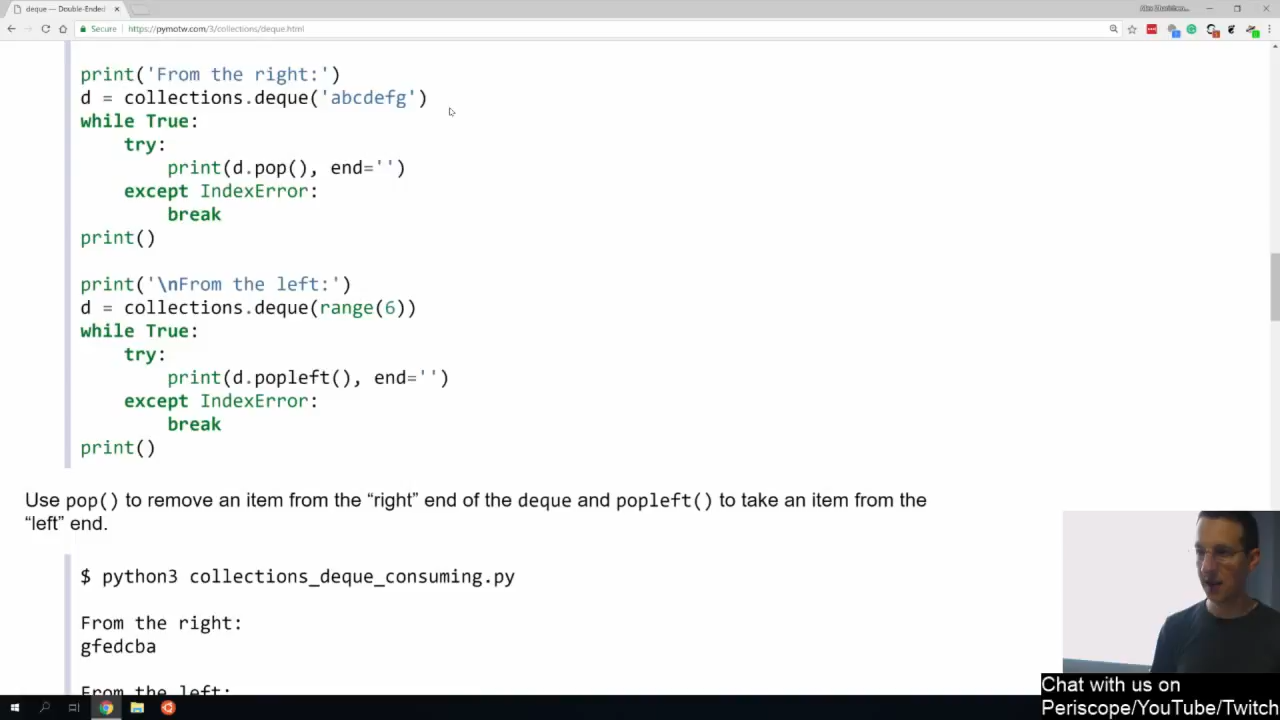 deque — Double-Ended
Secure
https://pymotw.com/3/collections/deque.html
print('From the right:')
d = collections.deque('abcdefg')
while True:
try:
print(d.pop(), end='')
except IndexError:
break
print()
print('\nFrom the left:')
d = collections.deque(range(6))
while True:
try:
print(d.popleft(), end='')
except IndexError:
break
print()
Use pop() to remove an item from the “right” end of the deque and popleft() to take an item from the
“left” end.
$ python3 collections_deque_consuming.py
From the right:
gfedcba
From the left:
Chat with us on
Periscope/YouTube/Twitch